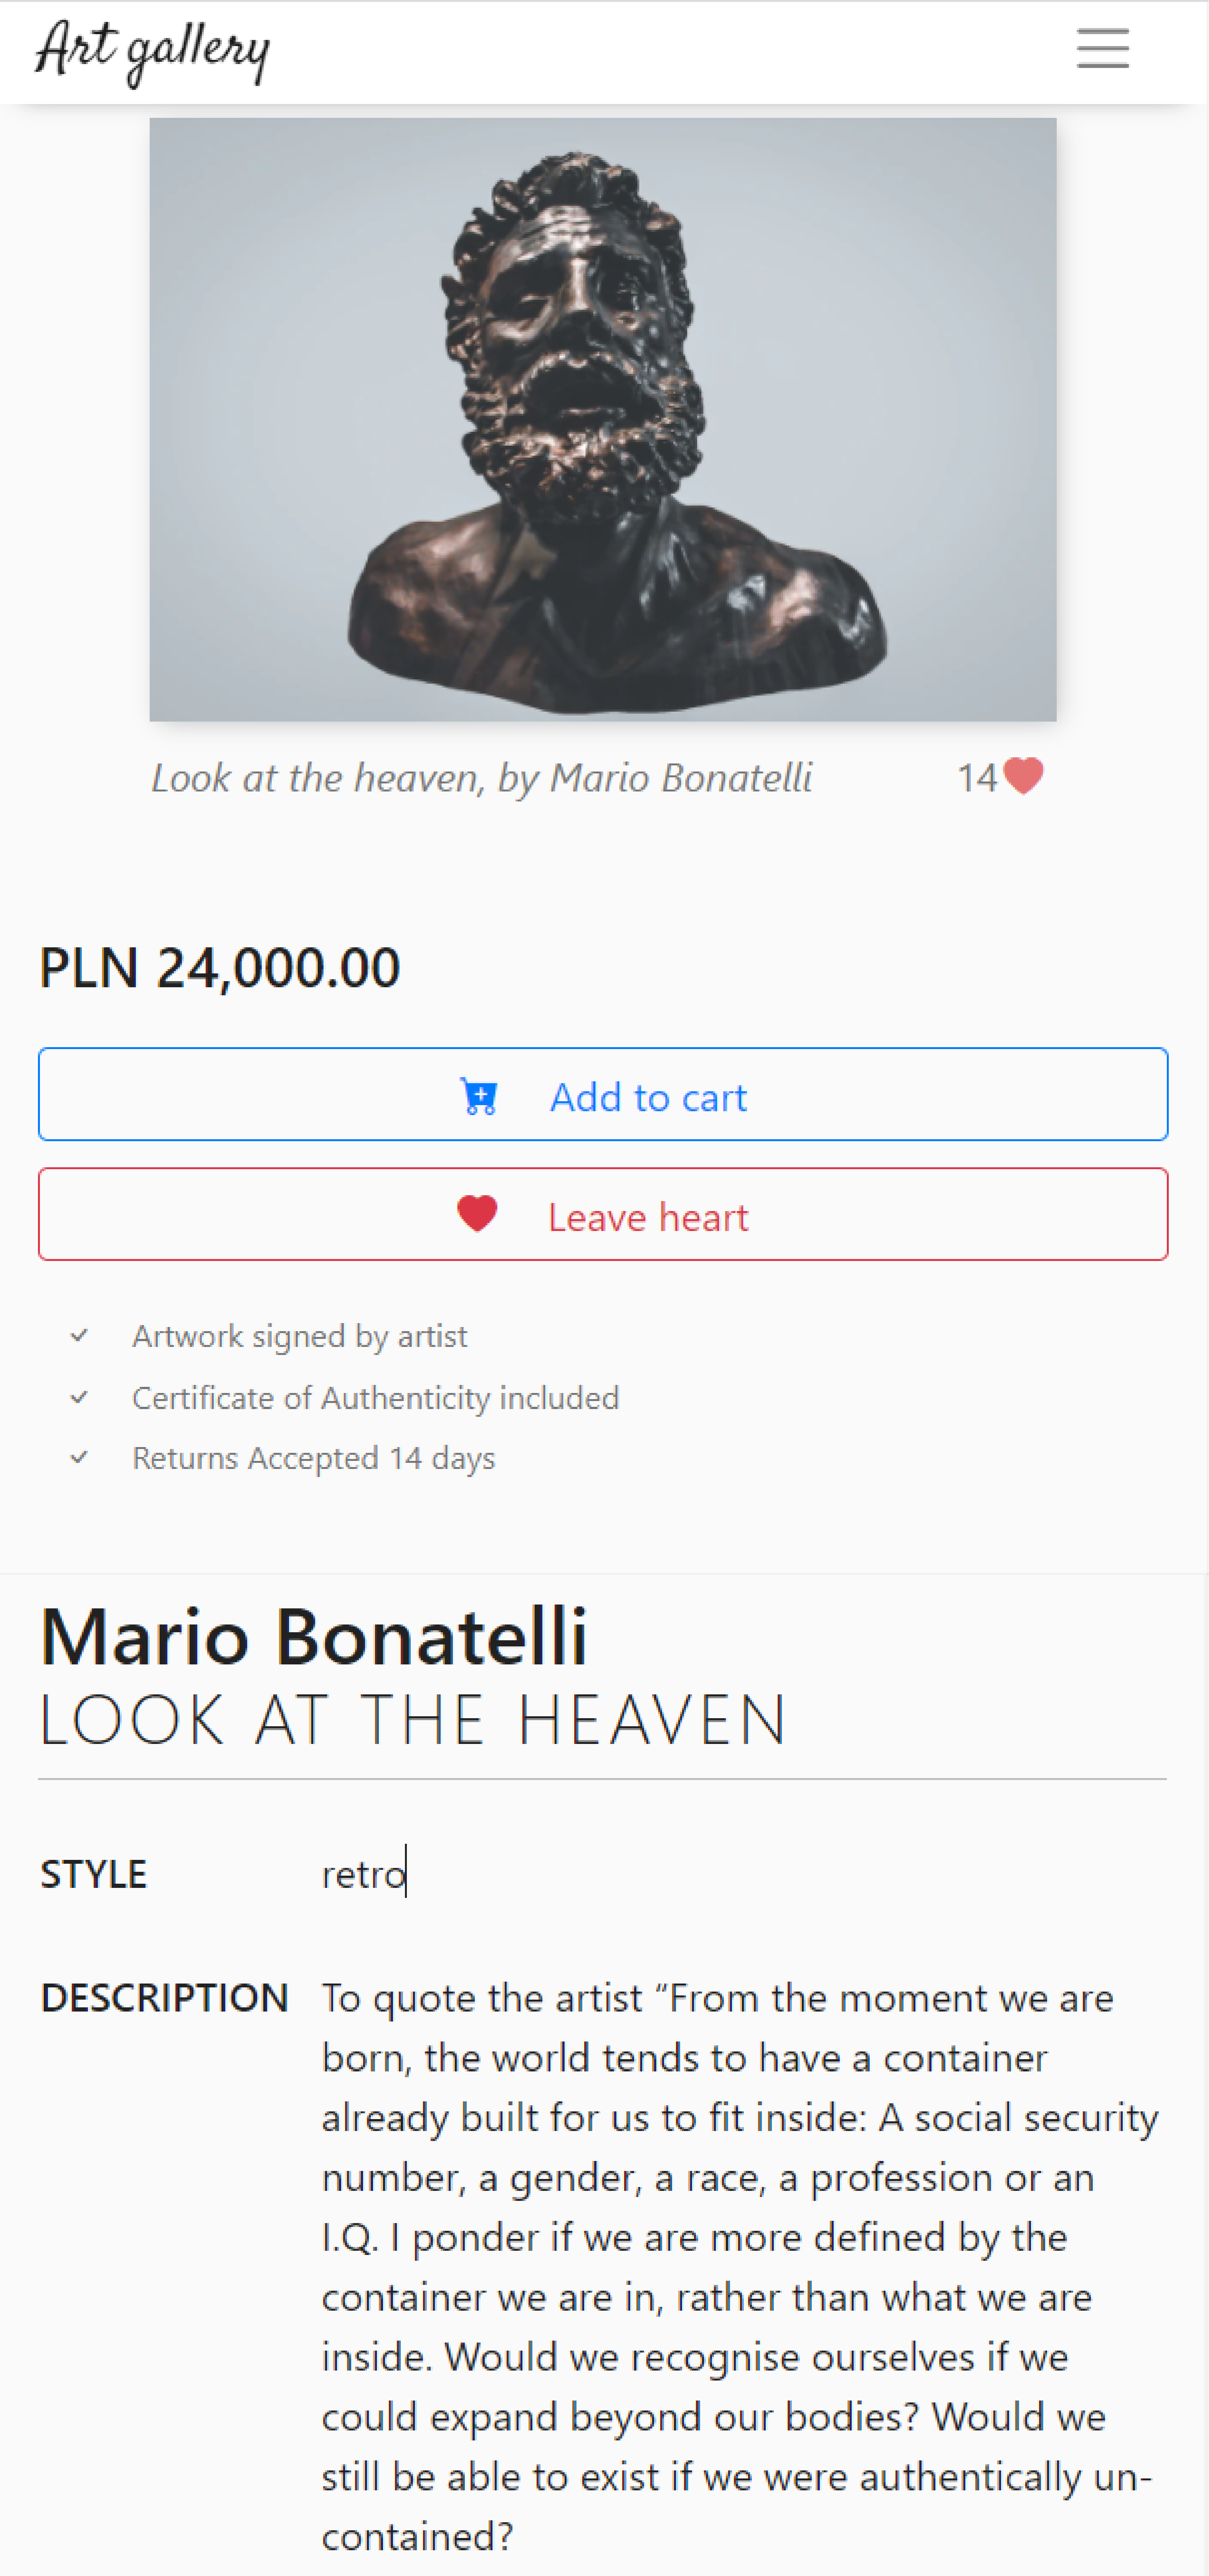 Art gallery
Look at the heaven, by Mario Bonatelli 14
PLN 24,000.00
Add to cart
Leave heart
Artwork signed by artist
Certificate of Authenticity included
Returns Accepted 14 days
Mario Bonatelli
LOOK AT THE HEAVEN
STYLE retro
DESCRIPTION To quote the artist “From the moment we are
born, the world tends to have a container
already built for us to fit inside: A social security
number, a gender, a race, a profession or an
I.Q. I ponder if we are more defined by the
container we are in, rather than what we are
inside. Would we recognise ourselves if we
could expand beyond our bodies? Would we
still be able to exist if we were authentically un-
contained?